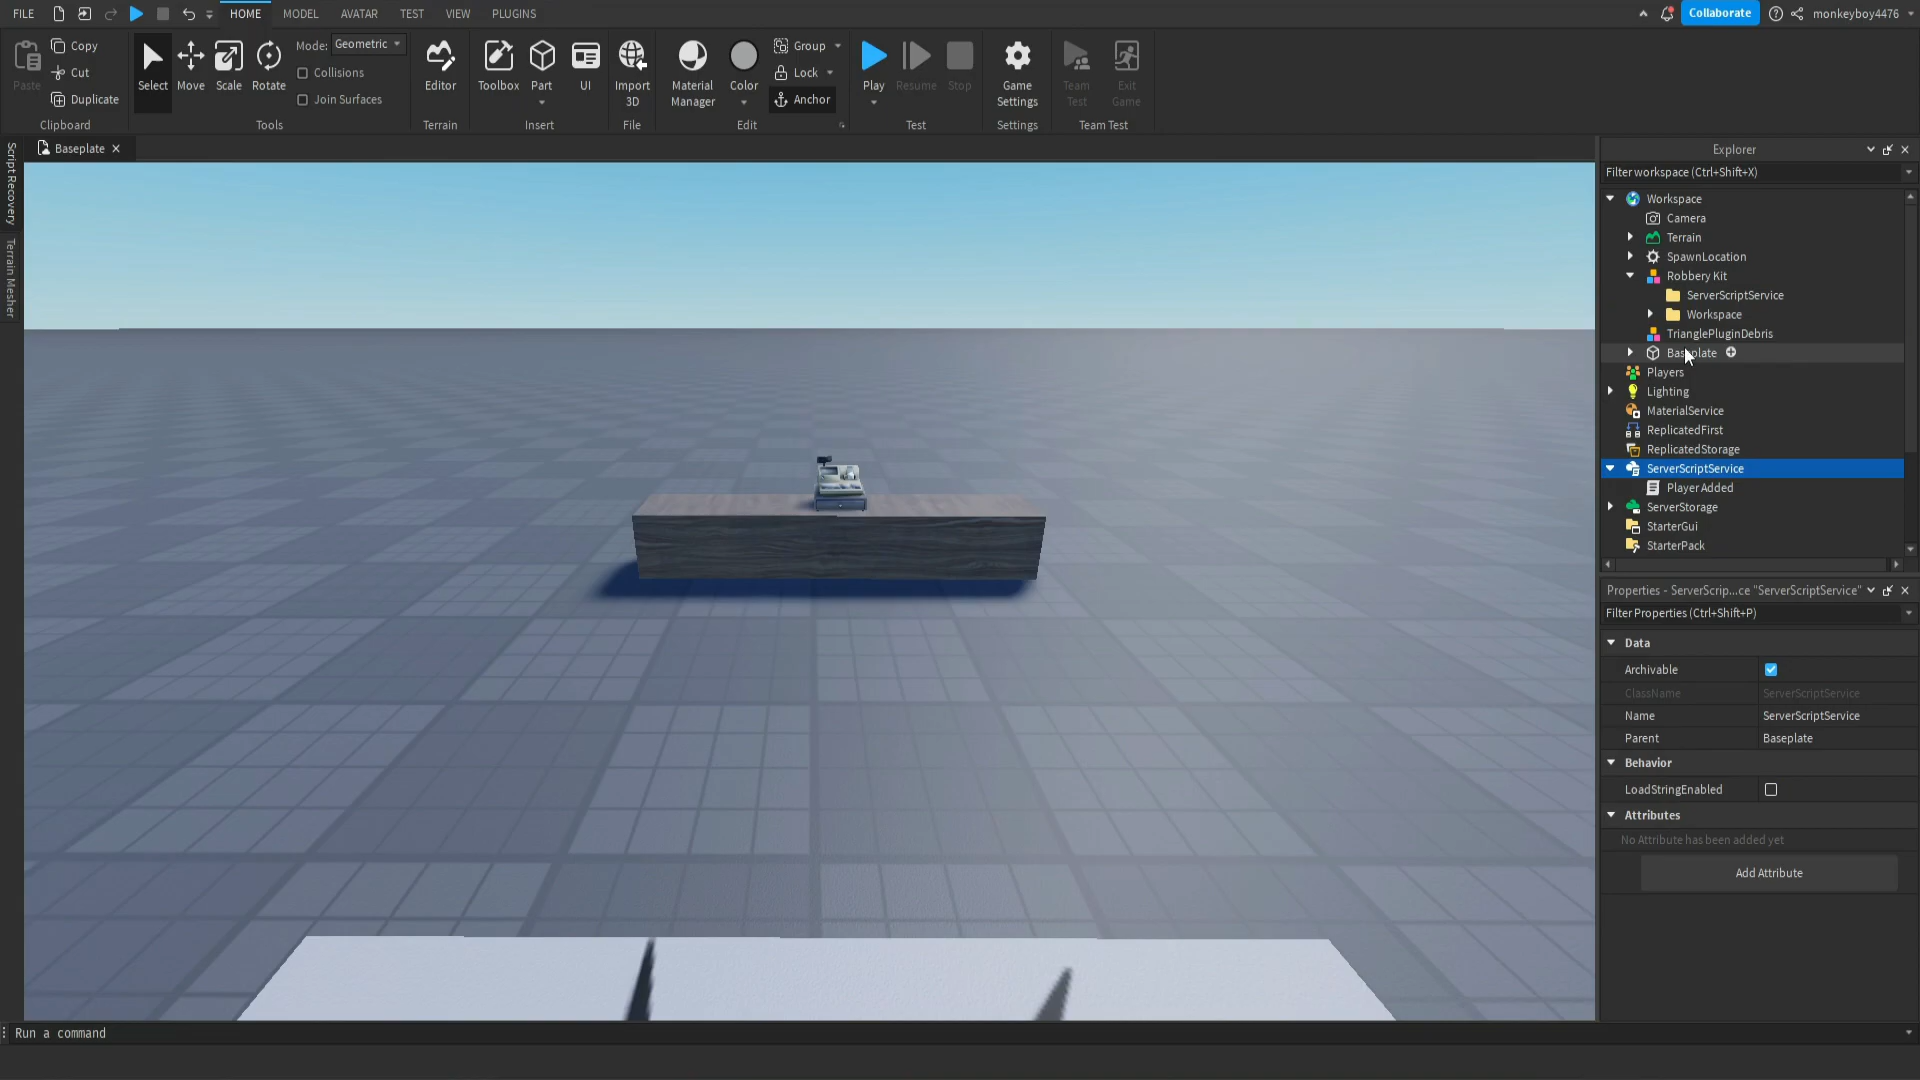 FILE HOME MODEL AVATAR TEST VIEW PLUGINS Collaborate monkeyboy4476
Paste Copy Cut Duplicate
Select Move Scale Rotate Mode: Geometric
Collisions
Join Surfaces
Editor Toolbox Part UI Import 3D
Material Manager Color Group Lock Anchor
Play Resume Stop Game Settings Team Test Exit Game
Clipboard Tools Terrain Insert File Edit Test Settings Team Test
Script Recovery
Terrain Mesher
Baseplate
Explorer
Filter workspace (Ctrl+Shift+X)
Workspace
Camera
Terrain
SpawnLocation
Robbery Kit
ServerScriptService
Workspace
TrianglePluginDebris
Baseplate
Players
Lighting
MaterialService
ReplicatedFirst
ReplicatedStorage
ServerScriptService
Player Added
ServerStorage
StarterGui
StarterPack
Properties - ServerScrip...ce "ServerScriptService"
Filter Properties (Ctrl+Shift+P)
Data
Archivable
ClassName ServerScriptService
Name ServerScriptService
Parent Baseplate
Behavior
LoadStringEnabled
Attributes
No Attribute has been added yet
Add Attribute
Run a command